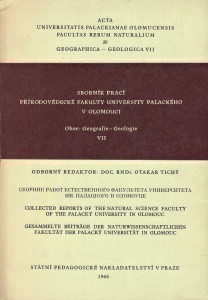 ACTA
UNIVERSITATIS PALACKIANAE OLOMUCENSIS
FACULTAS RERUM NATURALIUM
20
GEOGRAPHICA - GEOLOGICA VII
SBORNÍK PRACÍ
PŘÍRODOVĚDECKÉ FAKULTY UNIVERSITY PALACKÉHO
V OLOMOUCI
Obor: Geografie - Geologie
VII
ODBORNÝ REDAKTOR: DOC. RNDr. OTAKAR TICHÝ
СБОРНИК РАБОТ ЕСТЕСТВЕННОГО ФАКУЛЬТЕТА УНИВЕРСИТЕТА
ИМ. ПАЛАЦКОГО В ОЛОМОУЦЕ
COLLECTED REPORTS OF THE NATURAL SCIENCE FACULTY
OF THE PALACKÝ UNIVERSITY IN OLOMOUC
GESAMMELTE BEITRÄGE DER NATURWISSENSCHAFTLICHEN
FAKULTÄT DER PALACKÝ UNIVERSITÄT IN OLOMOUC
STÁTNÍ PEDAGOGICKÉ NAKLADATELSTVÍ V PRAZE
1966